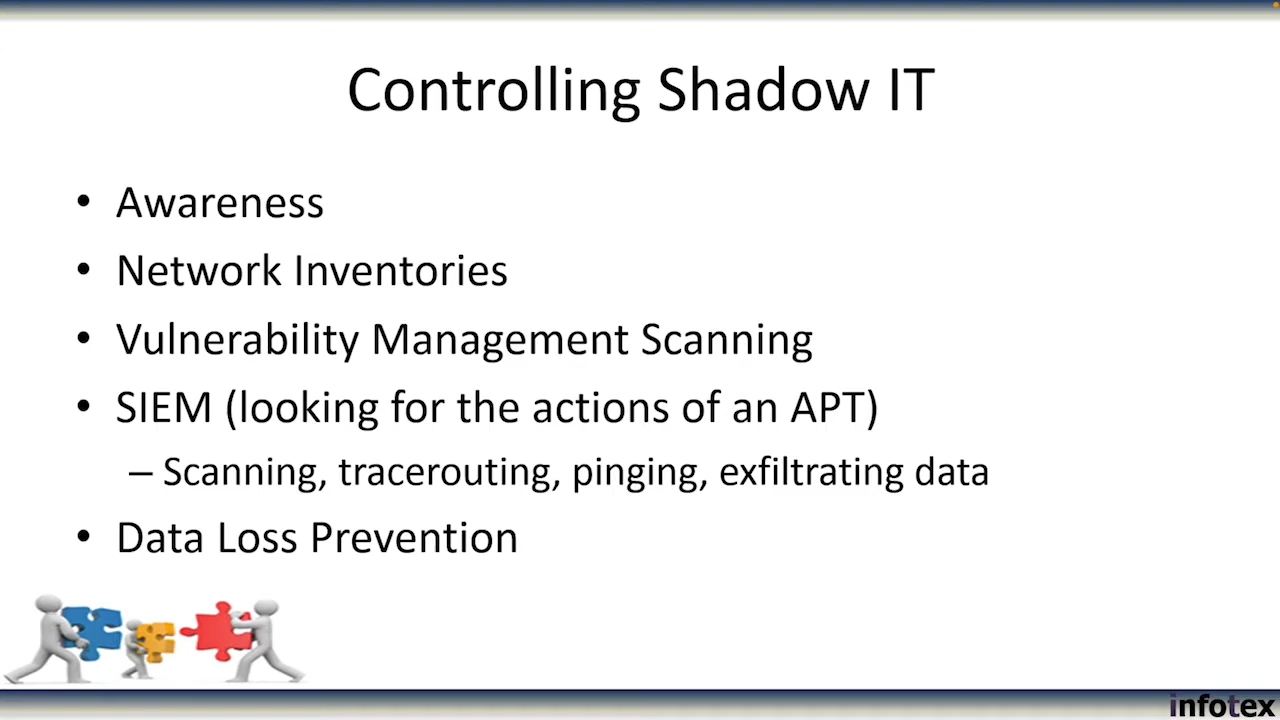 Controlling Shadow IT
• Awareness
• Network Inventories
• Vulnerability Management Scanning
• SIEM (looking for the actions of an APT)
– Scanning, tracerouting, pinging, exfiltrating data
• Data Loss Prevention
infotex